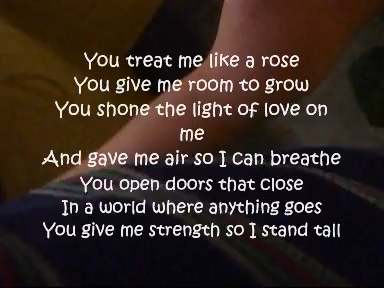 You treat me like a rose
You give me room to grow
You shone the light of love on
me
And gave me air so I can breathe
You open doors that close
In a world where anything goes
You give me strength so I stand tall